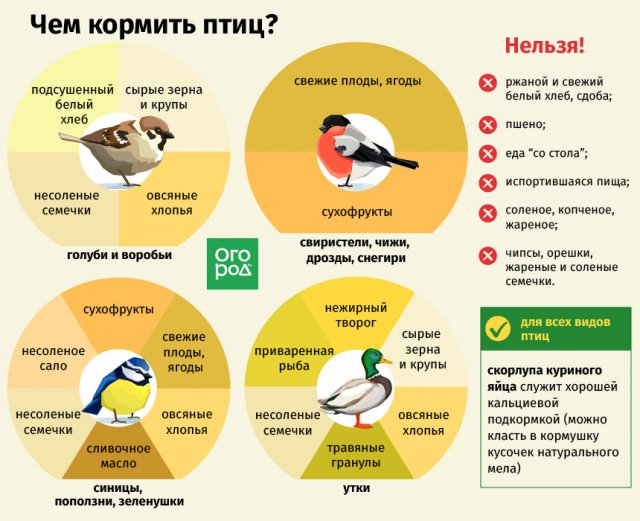 Чем кормить птиц?
подсушенный
белый
хлеб
сырые зерна
и крупы
несоленые
семечки
овсяные
хлопья
голуби и воробьи
свежие плоды, ягоды
сухофрукты
свиристели, чижи,
дрозды, снегири
ого
род
сухофрукты
несоленое
сало
свежие
плоды,
ягоды
несоленые
семечки
овсяные
хлопья
сливочное
масло
синицы,
поползни, зеленушки
нежирный
творог
приваренная
рыба
сырые
зерна
и крупы
несоленые
семечки
овсяные
хлопья
травяные
гранулы
утки
Нельзя!
ржаной и свежий
белый хлеб, сдоба;
пшено;
еда “со стола”;
испортившаяся пища;
соленое, копченое,
жареное;
чипсы, орешки,
жареные и соленые
семечки.
для всех видов
птиц
скорлупа куриного
яйца служит хорошей
кальциевой
подкормкой (можно
класть в кормушку
кусочек натурального
мела)